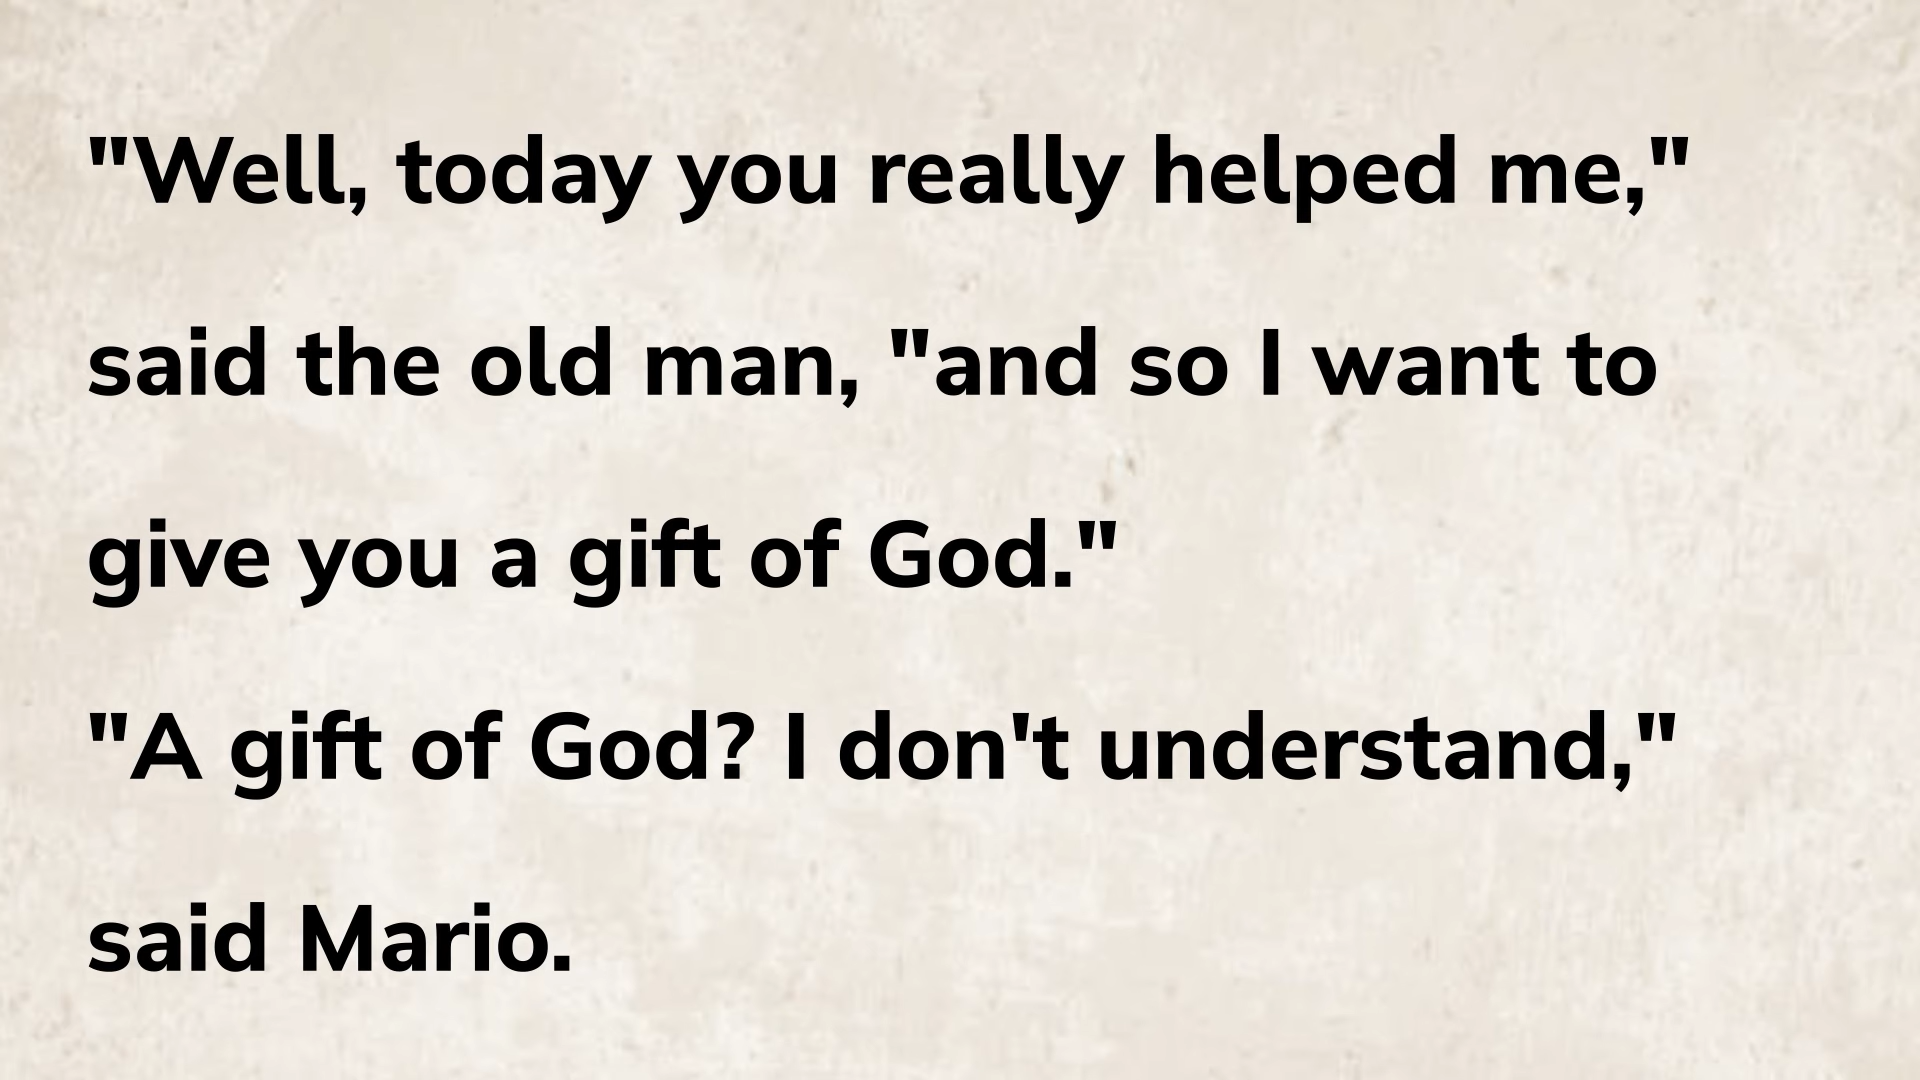 "Well, today you really helped me,"
said the old man, "and so I want to
give you a gift of God."
"A gift of God? I don't understand,"
said Mario.